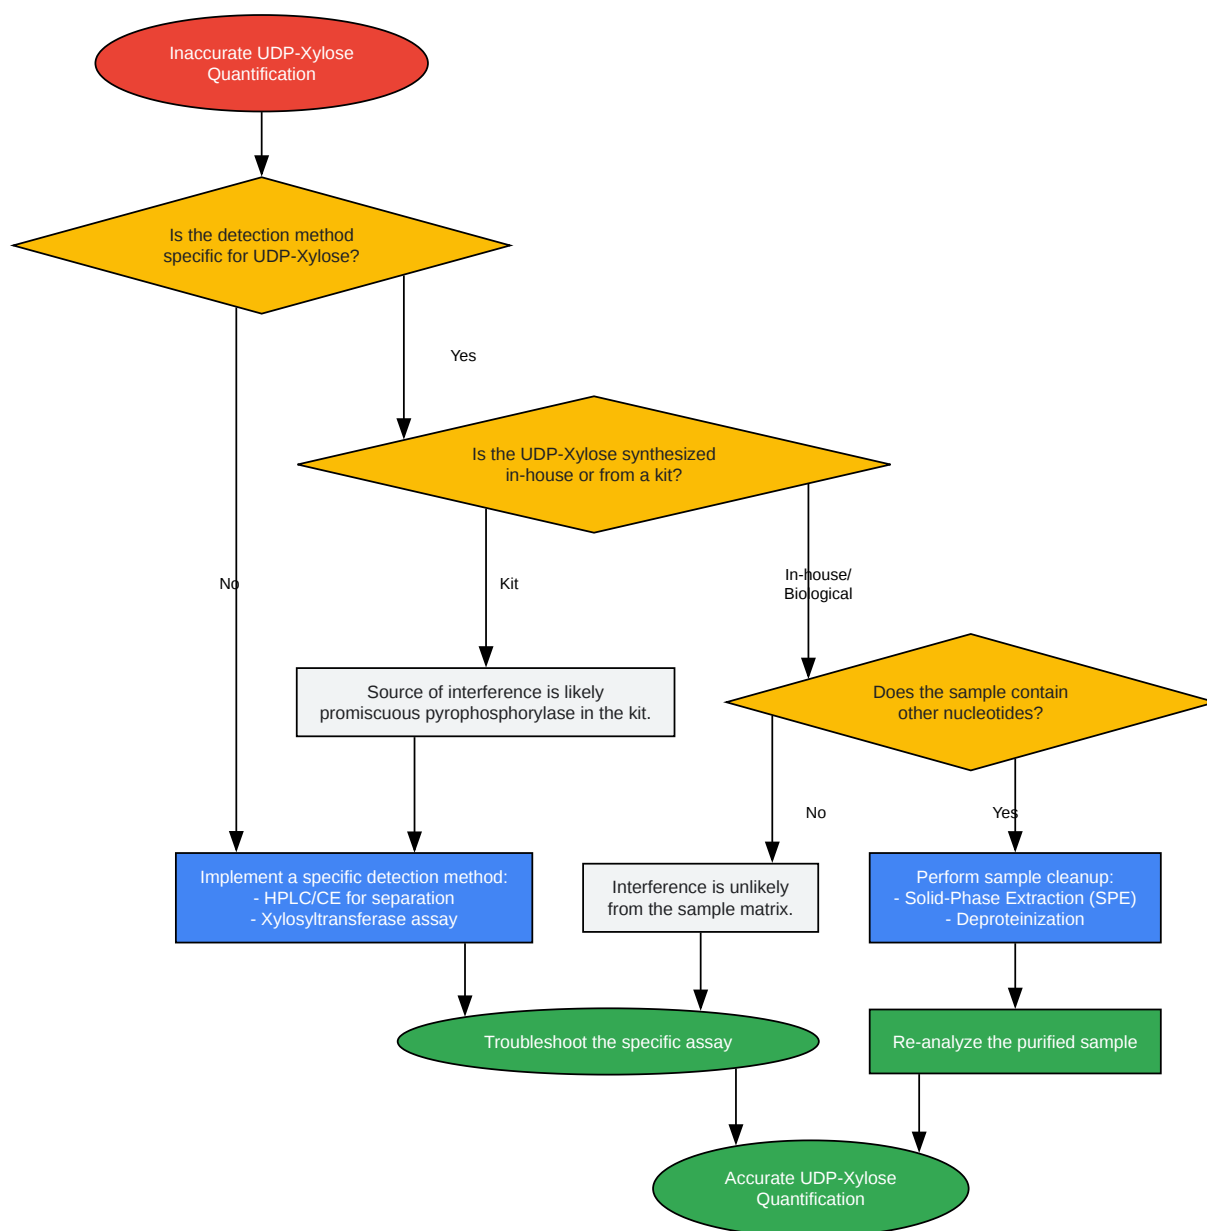 Inaccurate UDP-Xylose
Quantification
Is the detection method
specific for UDP-Xylose?
Yes
Is the UDP-Xylose synthesized
in-house or from a kit?
No
Kit
In-house/
Biological
Source of interference is likely
promiscuous pyrophosphorylase in the kit.
Does the sample contain
other nucleotides?
No
Yes
Implement a specific detection method:
- HPLC/CE for separation
- Xylosyltransferase assay
Interference is unlikely
from the sample matrix.
Perform sample cleanup:
- Solid-Phase Extraction (SPE)
- Deproteinization
Troubleshoot the specific assay
Re-analyze the purified sample
Accurate UDP-Xylose
Quantification